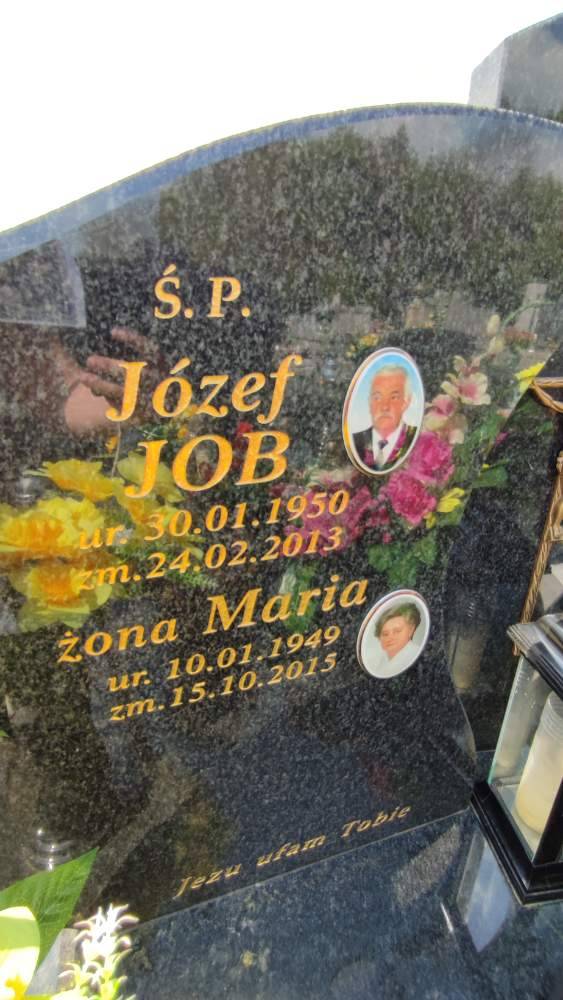 Ś. P.
Józef
JOB
ur. 30.01.1950
zm.24.02.2013
żona Maria
ur. 10.01.1949
zm.15.10.2015
Jezu ufam Tobie